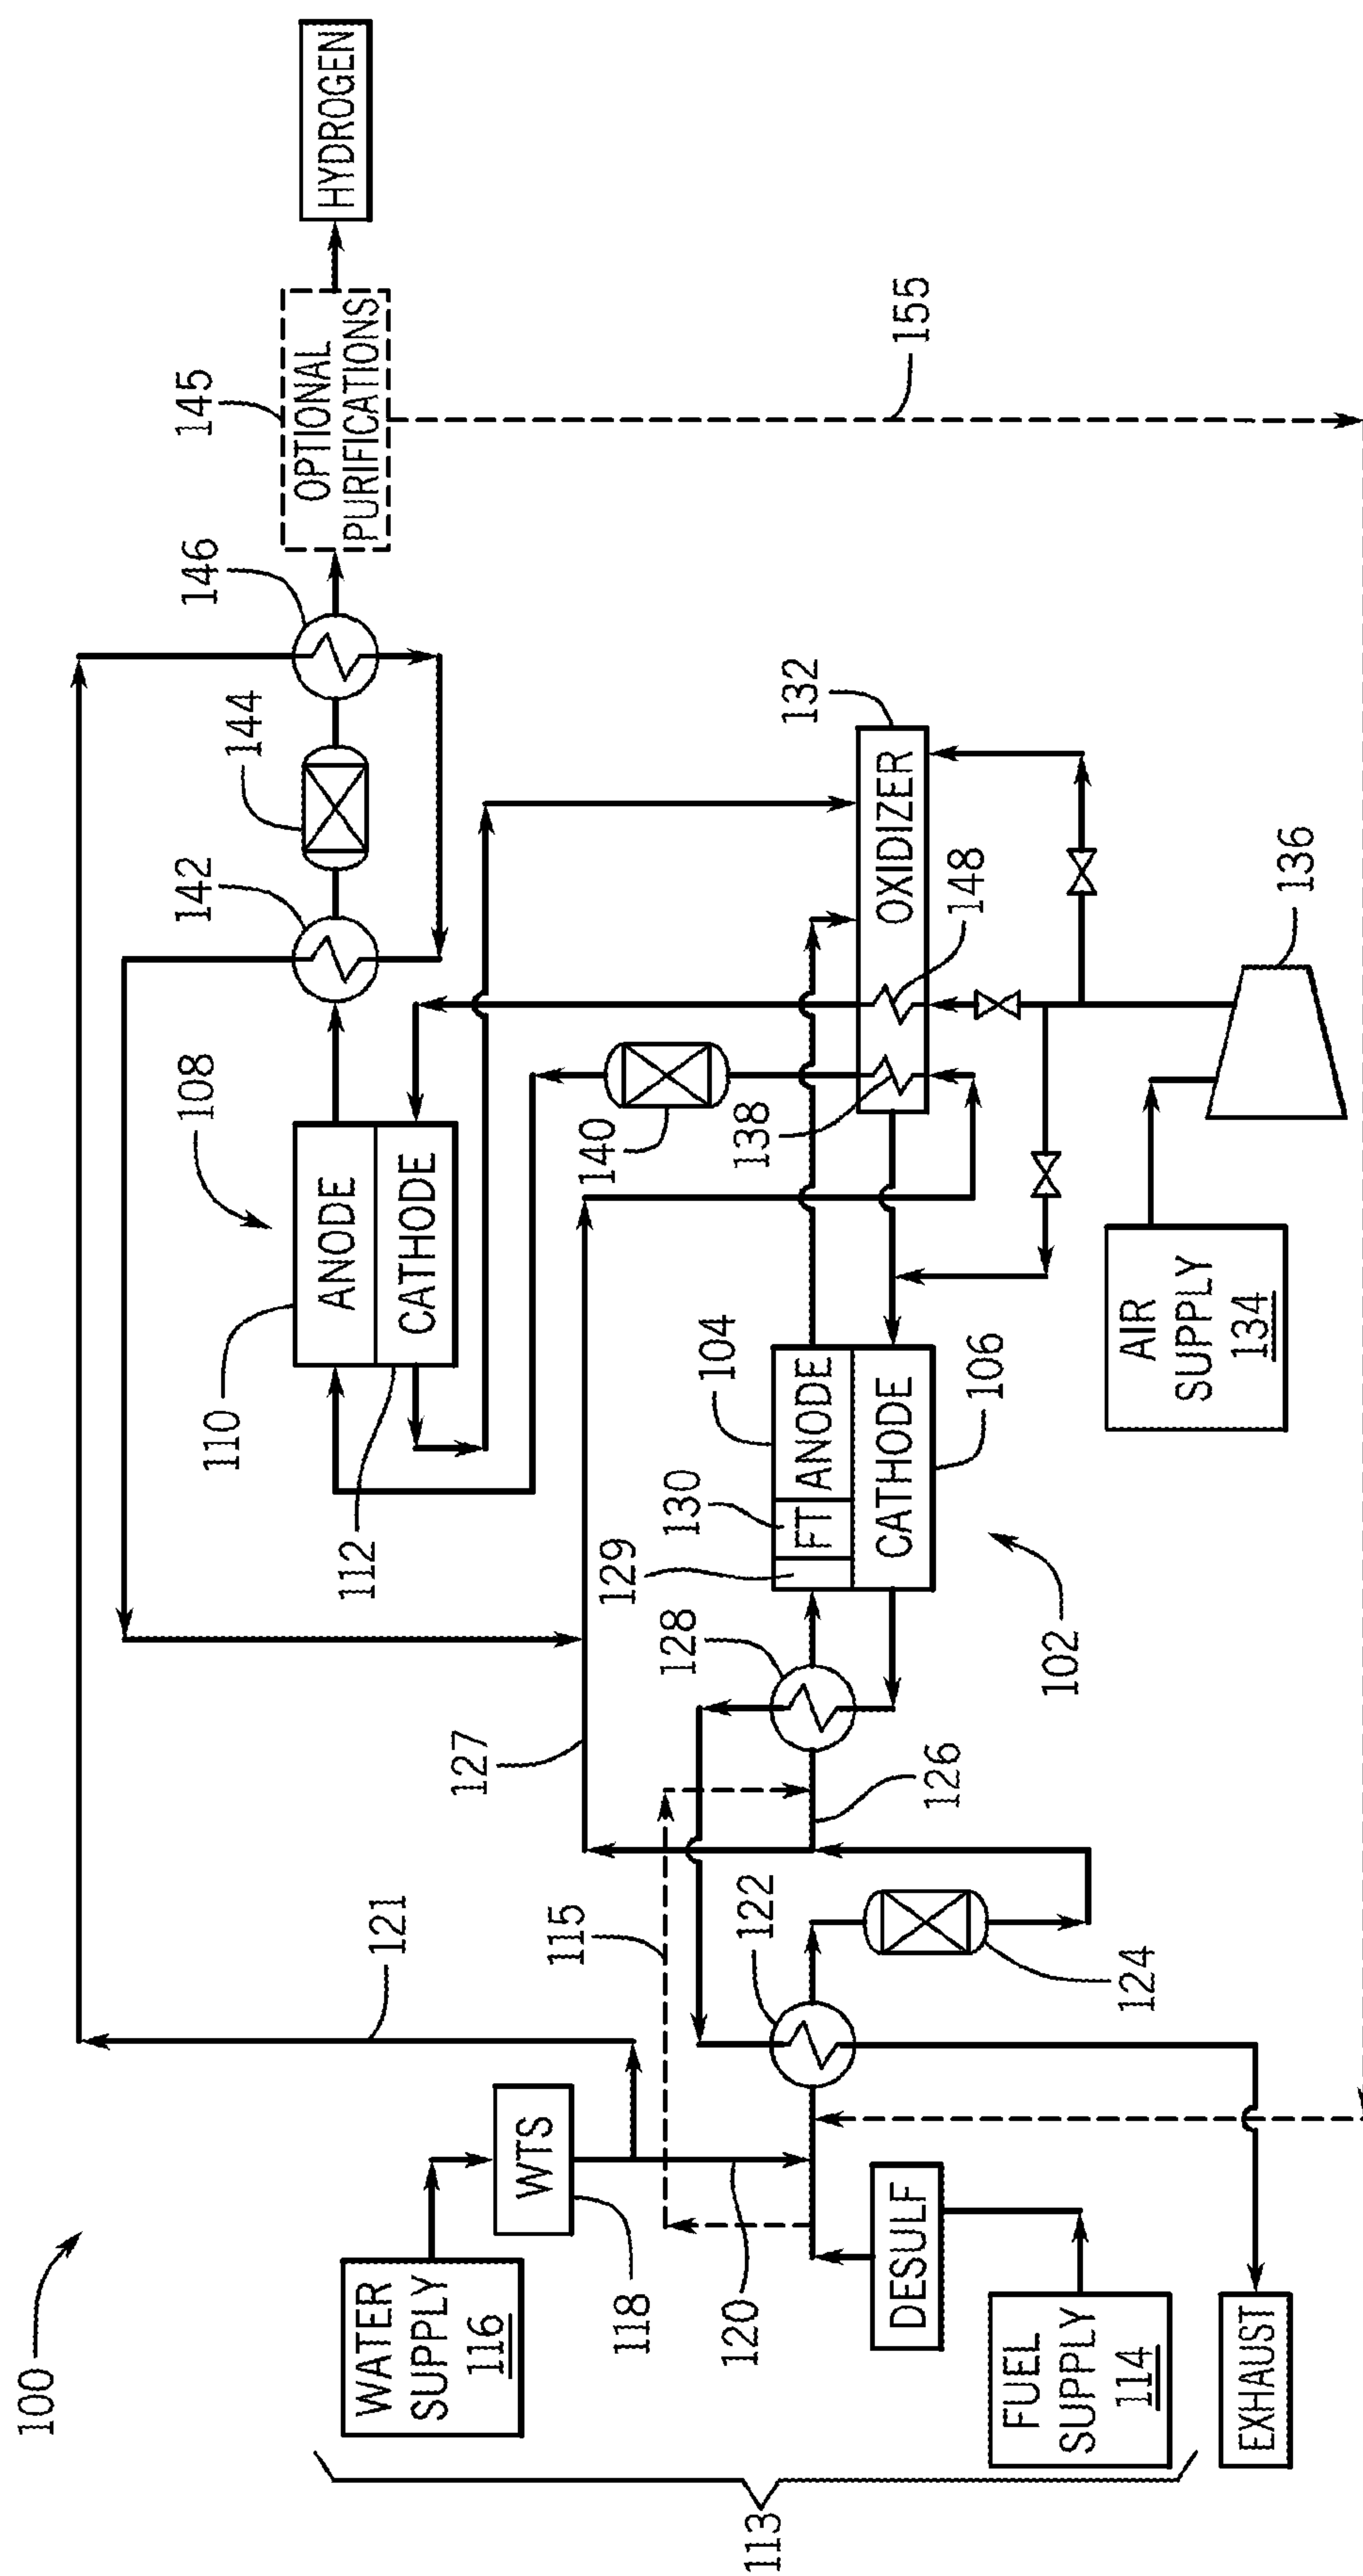 100
113
WATER
SUPPLY
116
WTS
118
120
121
115
FUEL
SUPPLY
114
DESULF
EXHAUST
122
124
126
127
128
129
130
FT
ANODE
104
CATHODE
106
102
108
110
ANODE
CATHODE
112
142
144
146
145
OPTIONAL
PURIFICATIONS
HYDROGEN
155
140
138
148
OXIDIZER
132
AIR
SUPPLY
134
136